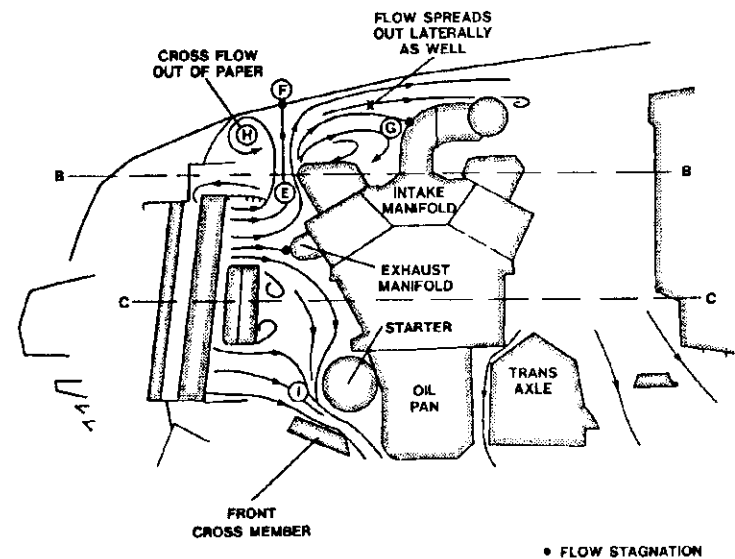 FLOW SPREADS
OUT LATERALLY
AS WELL
CROSS FLOW
OUT OF PAPER
F
G
H
B
B
E
INTAKE
MANIFOLD
EXHAUST
MANIFOLD
C
C
STARTER
TRANS
AXLE
OIL
PAN
I
FRONT
CROSS MEMBER
• FLOW STAGNATION